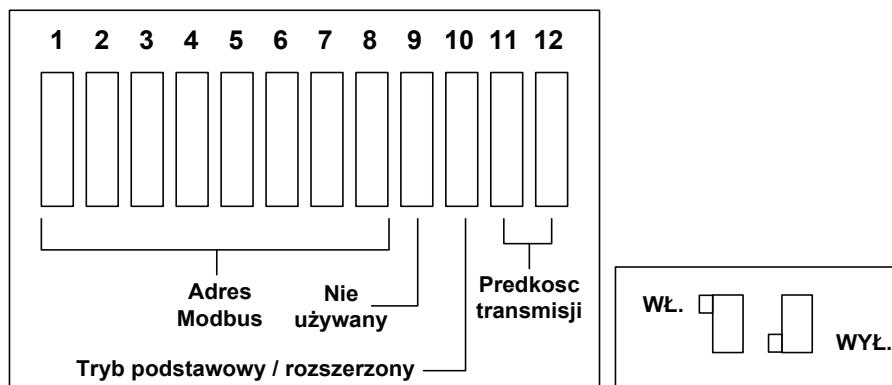 1 2 3 4 5 6 7 8 9 10 11 12
Adres
Modbus
Nie
używany
Predkosc
transmisji
Tryb podstawowy / rozszerzony
WŁ.
WYŁ.